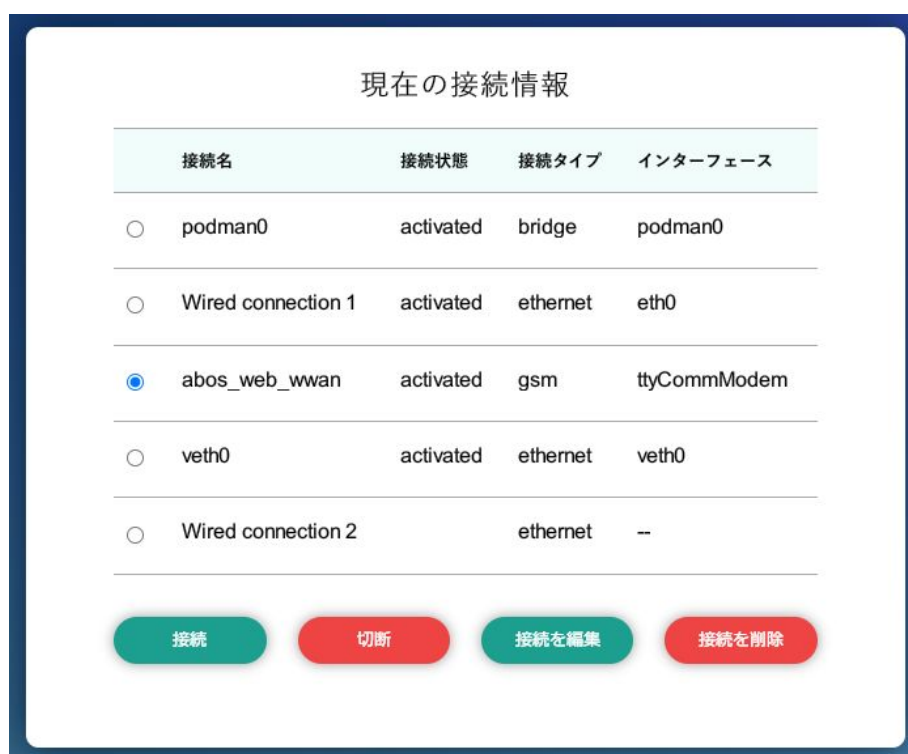 現在の接続情報
接続名 接続状態 接続タイプ インターフェース
podman0 activated bridge podman0
Wired connection 1 activated ethernet eth0
abos_web_wwan activated gsm ttyCommModem
veth0 activated ethernet veth0
Wired connection 2 ethernet --
接続 切断 接続を編集 接続を削除